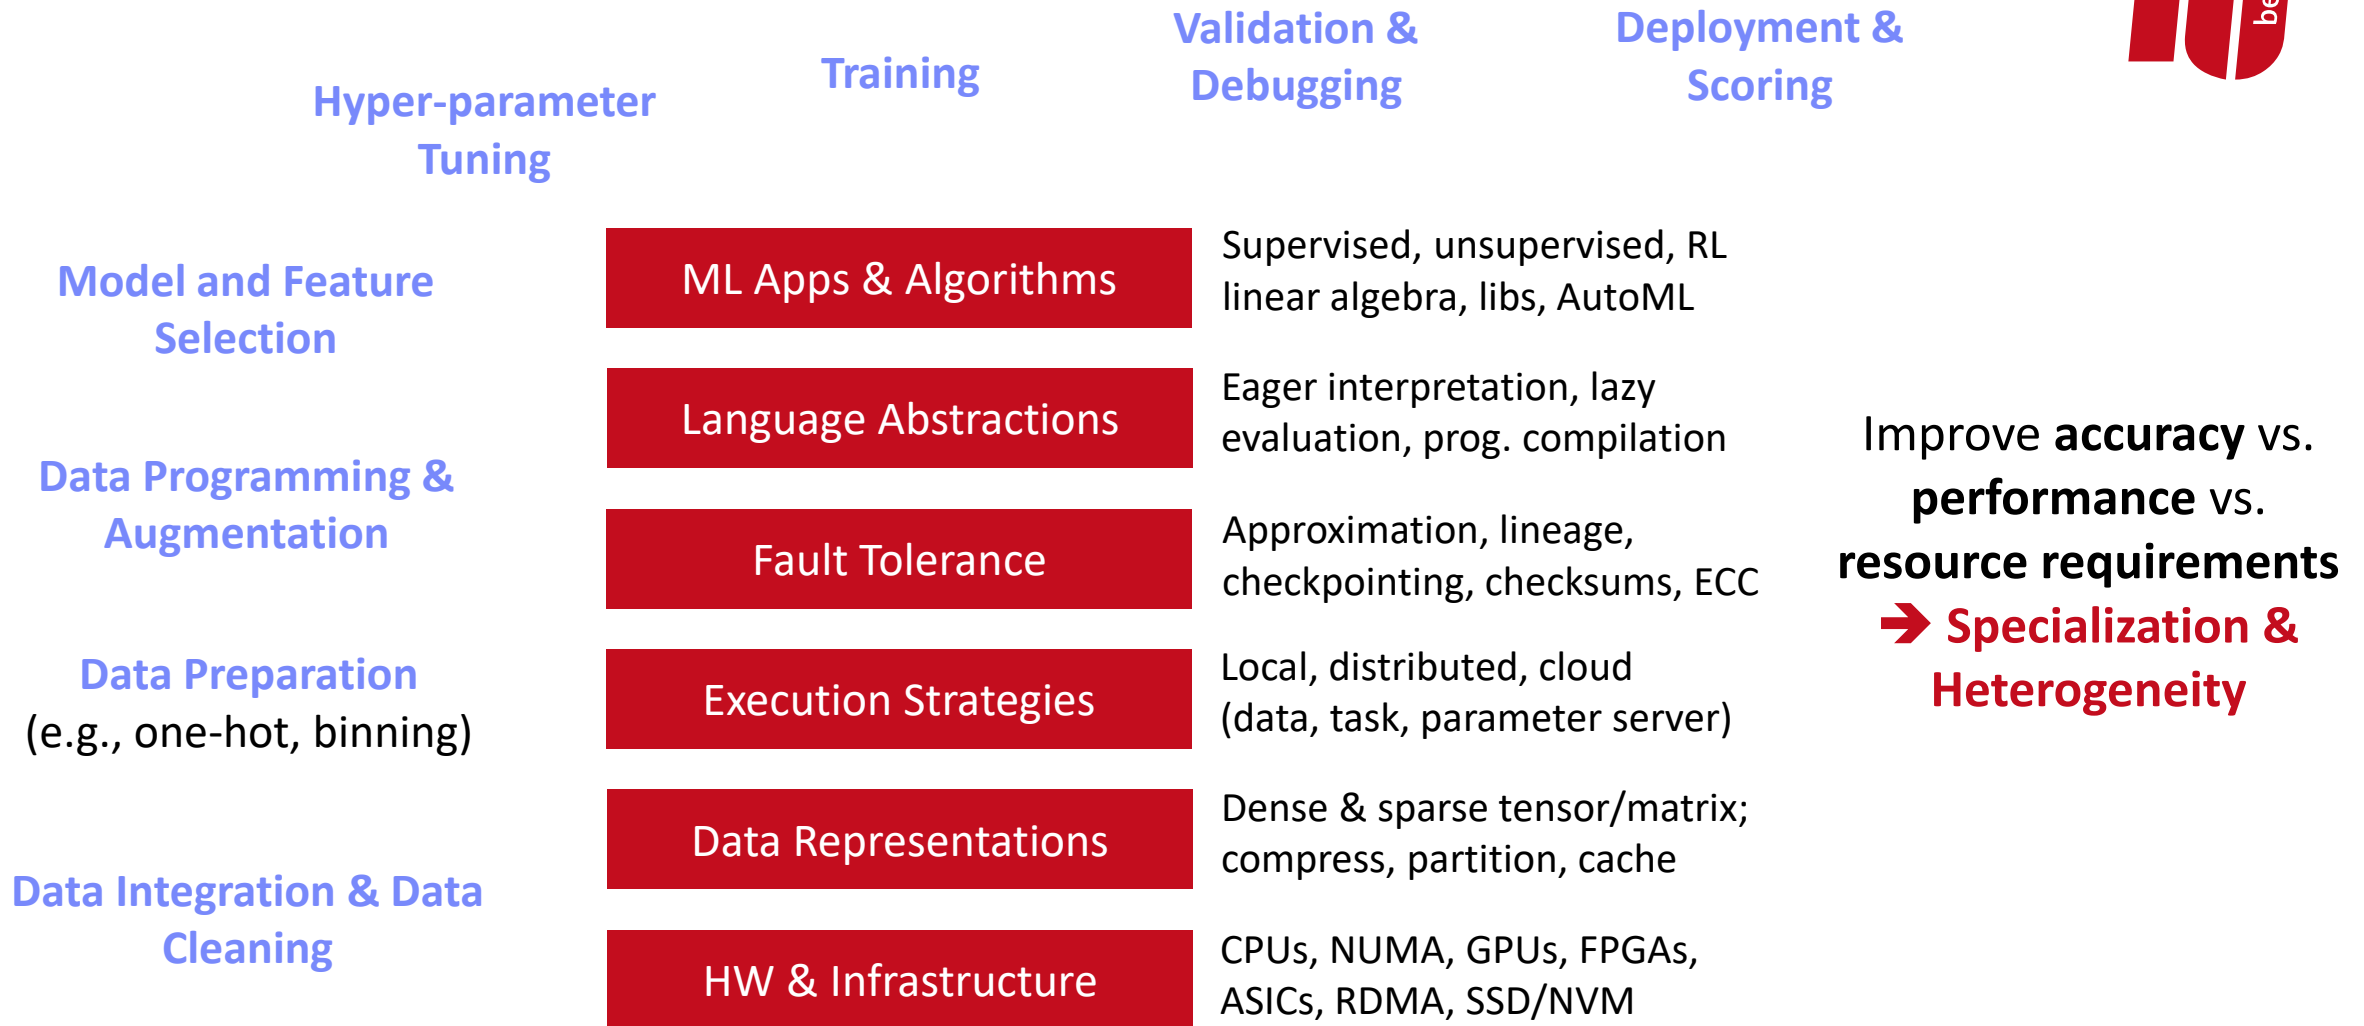 Validation &
Debugging
Deployment &
Scoring
Training
Hyper-parameter
Tuning
Model and Feature
Selection
Data Programming &
Augmentation
Data Preparation
(e.g., one-hot, binning)
Data Integration & Data
Cleaning
ML Apps & Algorithms
Supervised, unsupervised, RL
linear algebra, libs, AutoML
Language Abstractions
Eager interpretation, lazy
evaluation, prog. compilation
Fault Tolerance
Approximation, lineage,
checkpointing, checksums, ECC
Execution Strategies
Local, distributed, cloud
(data, task, parameter server)
Data Representations
Dense & sparse tensor/matrix;
compress, partition, cache
HW & Infrastructure
CPUs, NUMA, GPUs, FPGAs,
ASICs, RDMA, SSD/NVM
Improve accuracy vs.
performance vs.
resource requirements
➔ Specialization &
Heterogeneity